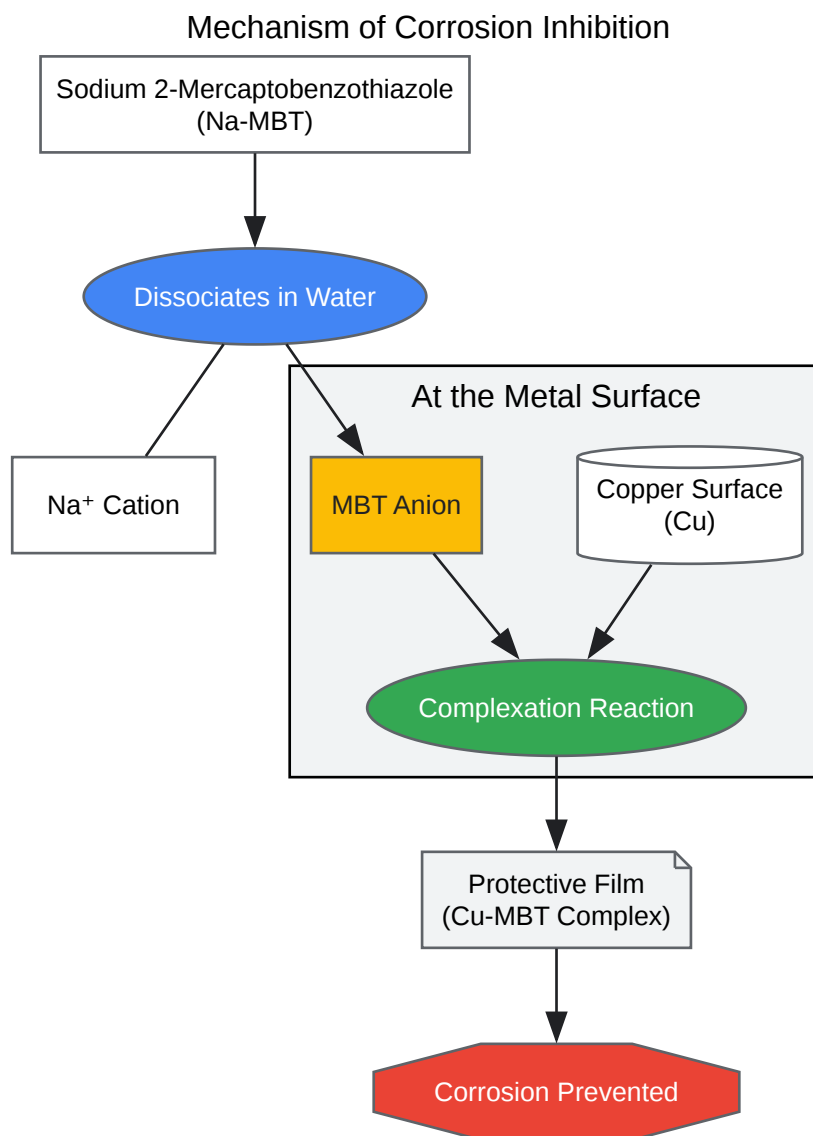 Mechanism of Corrosion Inhibition
Sodium 2-Mercaptobenzothiazole
(Na-MBT)
Dissociates in Water
At the Metal Surface
Na⁺ Cation
MBT Anion
Copper Surface
(Cu)
Complexation Reaction
Protective Film
(Cu-MBT Complex)
Corrosion Prevented